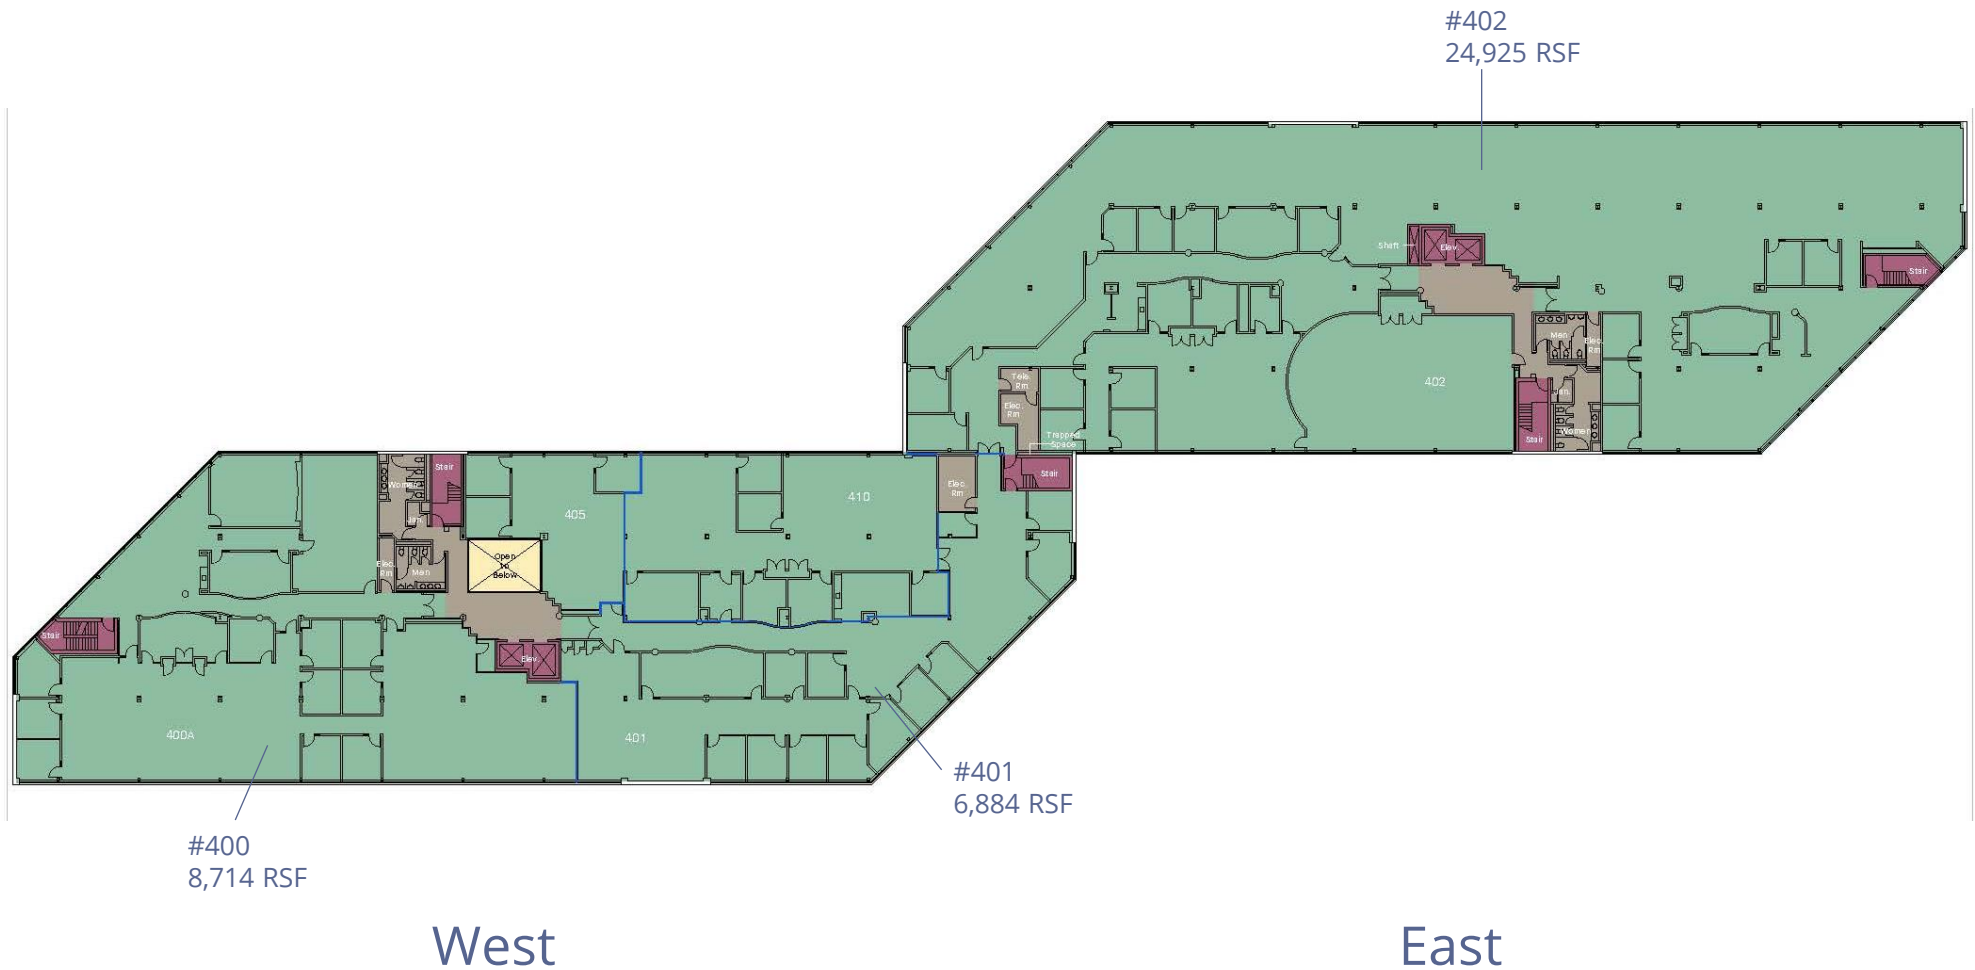 #402
24,925 RSF
Shaft
Elev.
Stair
Men
Elec.
Rm
402
Tele.
Rm
Elec.
Rm
Jan.
Women
Stair
Trapped
Space
Stair
Elec.
Rm
Stair
Women
Jan.
410
405
Open
to
Below
Elec.
Rm
Men
Stair
Elev.
400A
401
#401
6,884 RSF
#400
8,714 RSF
West
East